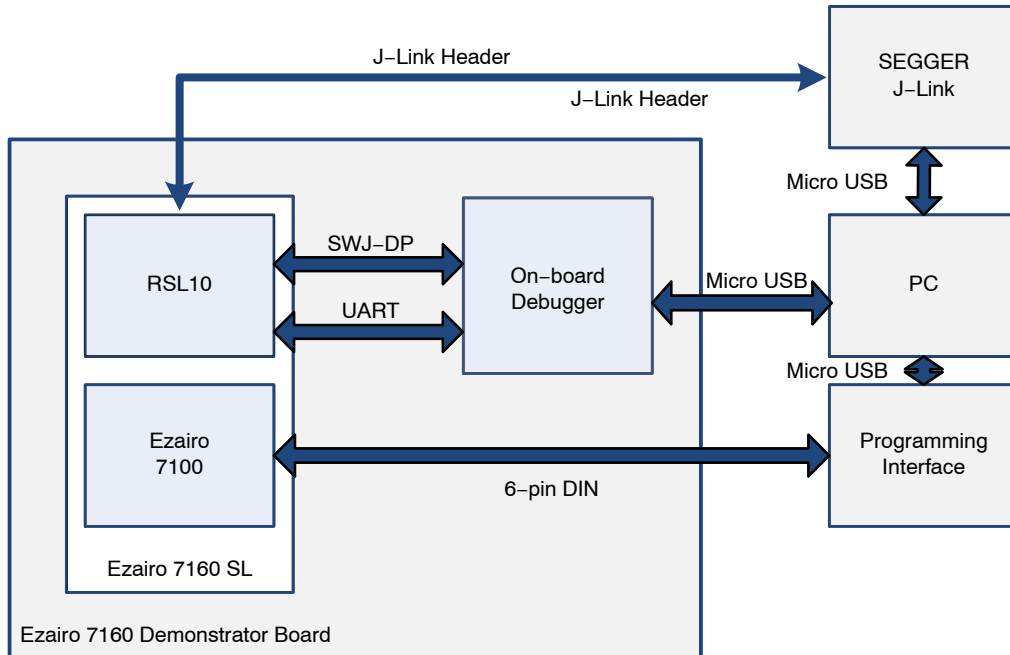 J−Link Header
SEGGER
J−Link
J−Link Header
Micro USB
SWJ−DP
RSL10
On−board
Debugger
Micro USB
PC
UART
Micro USB
Ezairo
7100
Programming
Interface
6−pin DIN
Ezairo 7160 SL
Ezairo 7160 Demonstrator Board